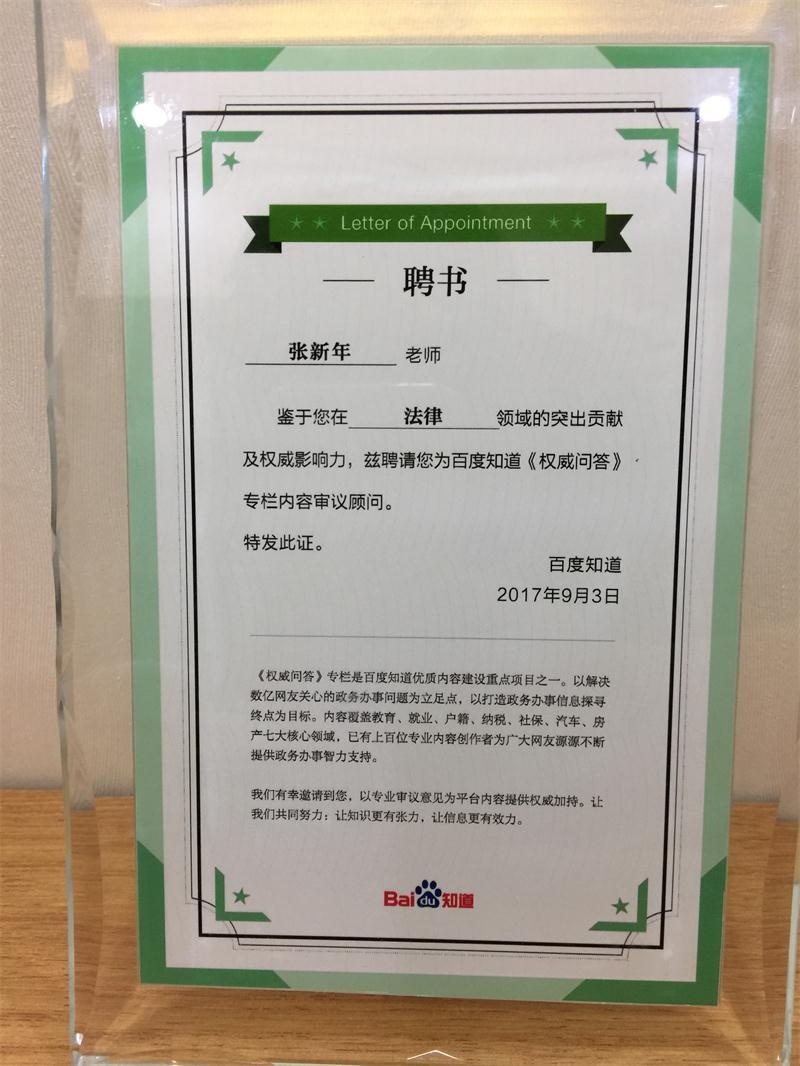 Letter of Appointment
聘书
张新年 老师
鉴于您在 法律 领域的突出贡献
及权威影响力，兹聘请您为百度知道《权威问答》
专栏内容审议顾问。
特发此证。
百度知道
2017年9月3日
《权威问答》专栏是百度知道优质内容建设重点项目之一。以解决
数亿网友关心的政务办事问题为立足点，以打造政务办事信息探寻
终点为目标。内容覆盖教育、就业、户籍、纳税、社保、汽车、房
产七大核心领域，已有上百位专业内容创作者为广大网友源源不断
提供政务办事智力支持。
我们有幸邀请到您，以专业审议意见为平台内容提供权威加持。让
我们共同努力：让知识更有张力，让信息更有效力。
Bai du 知道